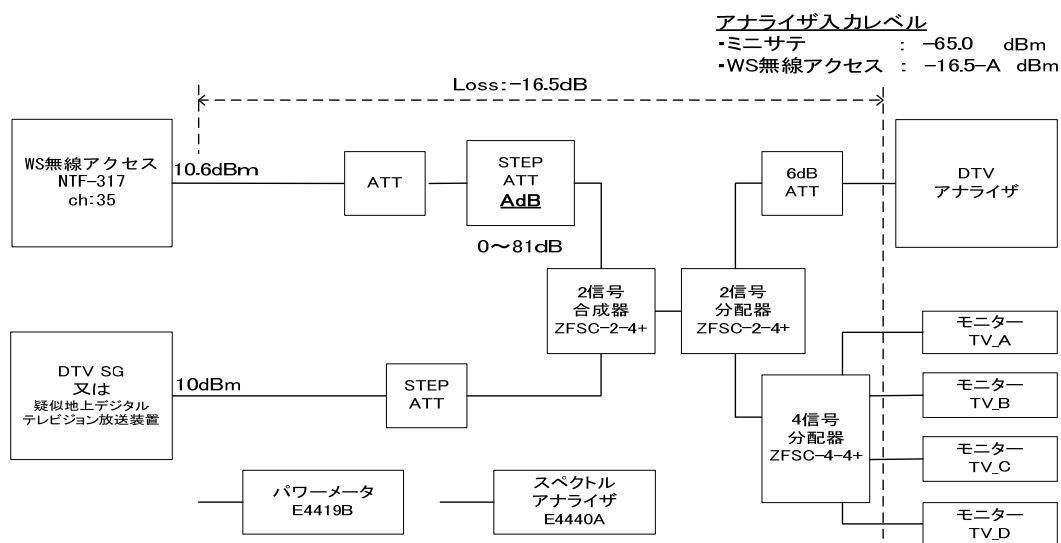 アナライザ入力レベル
・ミニサテ : -65.0 dBm
・WS無線アクセス : -16.5-A dBm
Loss:-16.5dB
WS無線アクセス
NTF-317
ch:35
10.6dBm
ATT
STEP
ATT
AdB
0～81dB
6dB
ATT
DTV
アナライザ
2信号
合成器
ZFSC-2-4+
2信号
分配器
ZFSC-2-4+
DTV SG
又は
疑似地上デジタル
テレビジョン放送装置
10dBm
STEP
ATT
4信号
分配器
ZFSC-4-4+
モニター
TV_A
モニター
TV_B
モニター
TV_C
モニター
TV_D
パワーメータ
E4419B
スペクトル
アナライザ
E4440A